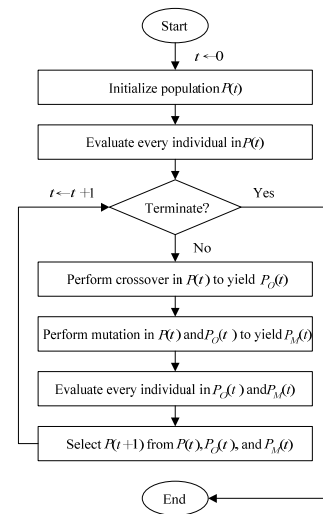 Start
t←0
Initialize population P(t)
Evaluate every individual in P(t)
t←t+1
Terminate?
Yes
No
Perform crossover in P(t) to yield P_O(t)
Perform mutation in P(t) and P_O(t) to yield P_M(t)
Evaluate every individual in P_O(t) and P_M(t)
Select P(t+1) from P(t), P_O(t), and P_M(t)
End